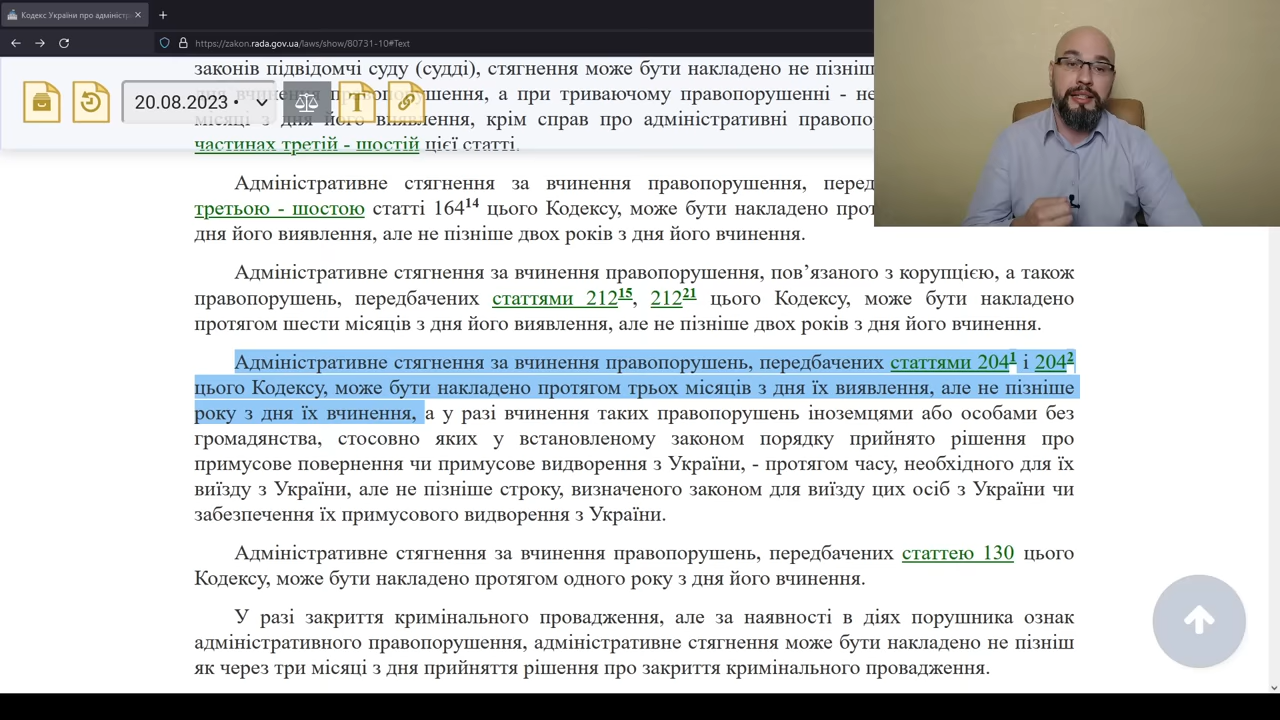 Кодекс України про адміністр
https://zakon.rada.gov.ua/laws/show/80731-10#Text
законів підвідомчі суду (судді), стягнення може бути накладено не пізніш
20.08.2023 •
дня вчинення правопорушення, а при триваючому правопорушенні - не
місяці з дня його виявлення, крім справ про адміністративні правопор
частинах третій - шостій цієї статті.
Адміністративне стягнення за вчинення правопорушення, перед
третьою - шостою статті 164¹⁴ цього Кодексу, може бути накладено прот
дня його виявлення, але не пізніше двох років з дня його вчинення.
Адміністративне стягнення за вчинення правопорушення, пов’язаного з корупцією, а також
правопорушень, передбачених статтями 212¹⁵, 212²¹ цього Кодексу, може бути накладено
протягом шести місяців з дня його виявлення, але не пізніше двох років з дня його вчинення.
Адміністративне стягнення за вчинення правопорушень, передбачених статтями 204¹ і 204²
цього Кодексу, може бути накладено протягом трьох місяців з дня їх виявлення, але не пізніше
року з дня їх вчинення, а у разі вчинення таких правопорушень іноземцями або особами без
громадянства, стосовно яких у встановленому законом порядку прийнято рішення про
примусове повернення чи примусове видворення з України, - протягом часу, необхідного для їх
виїзду з України, але не пізніше строку, визначеного законом для виїзду цих осіб з України чи
забезпечення їх примусового видворення з України.
Адміністративне стягнення за вчинення правопорушень, передбачених статтею 130 цього
Кодексу, може бути накладено протягом одного року з дня його вчинення.
У разі закриття кримінального провадження, але за наявності в діях порушника ознак
адміністративного правопорушення, адміністративне стягнення може бути накладено не пізніш
як через три місяці з дня прийняття рішення про закриття кримінального провадження.